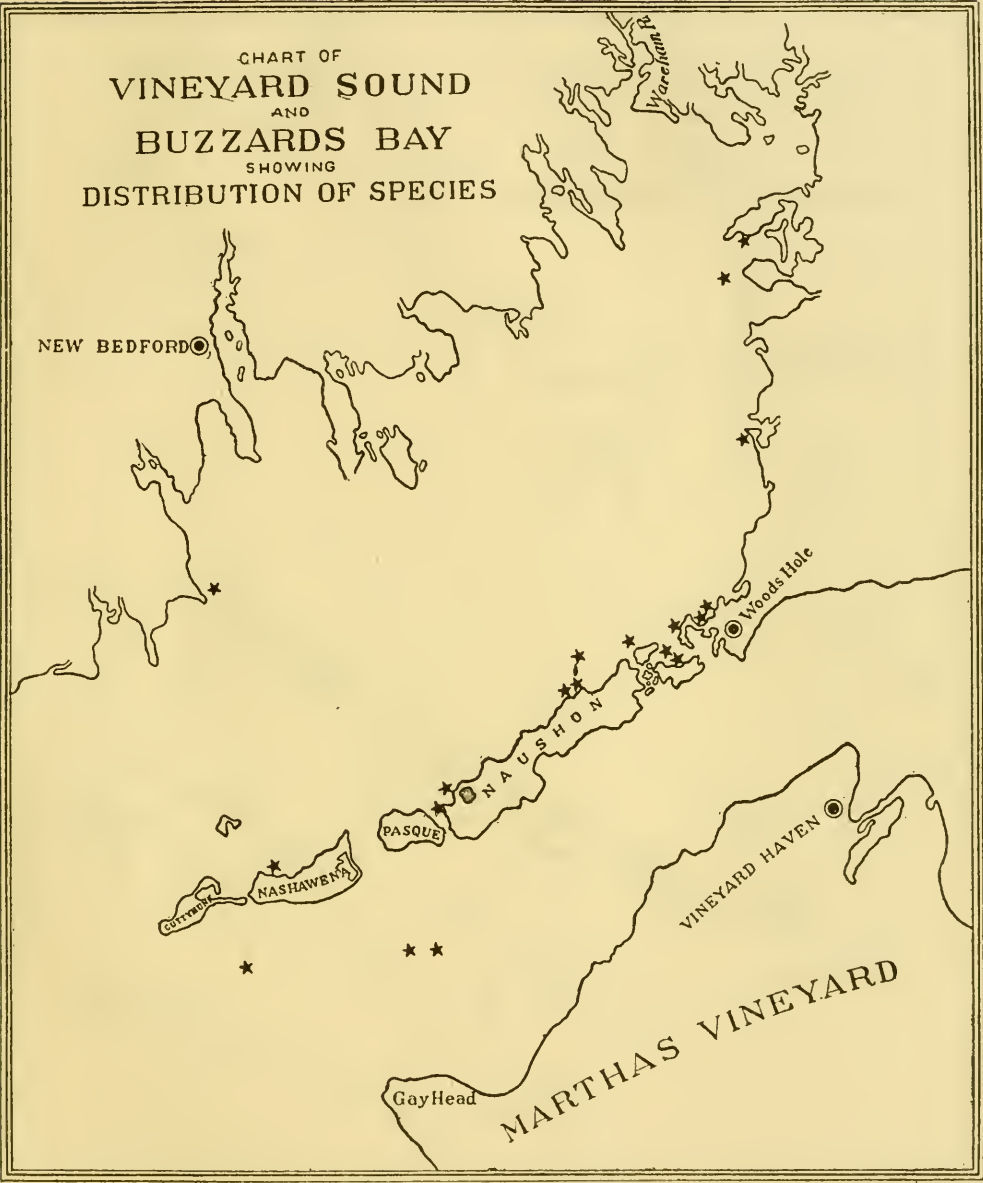 CHART OF
VINEYARD SOUND
AND
BUZZARDS BAY
SHOWING
DISTRIBUTION OF SPECIES
Wareham
NEW BEDFORD
Woods Hole
NAUSHON
PASQUE
NASHAWENA
CUTTYHUNK
VINEYARD HAVEN
MARTHAS VINEYARD
Gay Head